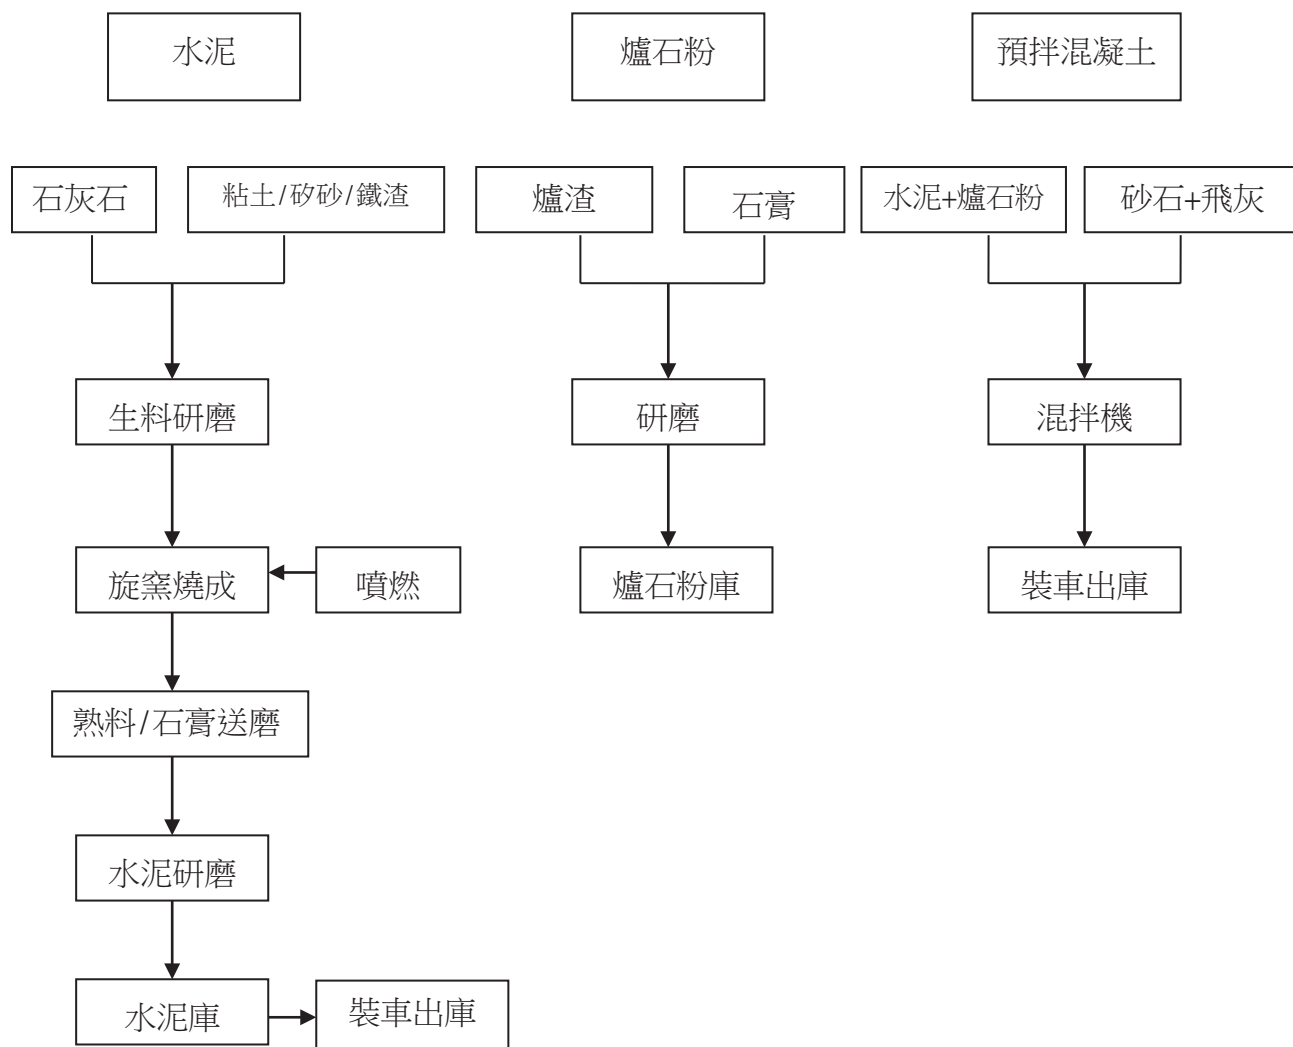 水泥
爐石粉
預拌混凝土
石灰石
粘土/矽砂/鐵渣
爐渣
石膏
水泥+爐石粉
砂石+飛灰
生料研磨
研磨
混拌機
旋窯燒成
噴燃
爐石粉庫
裝車出庫
熟料/石膏送磨
水泥研磨
水泥庫
裝車出庫